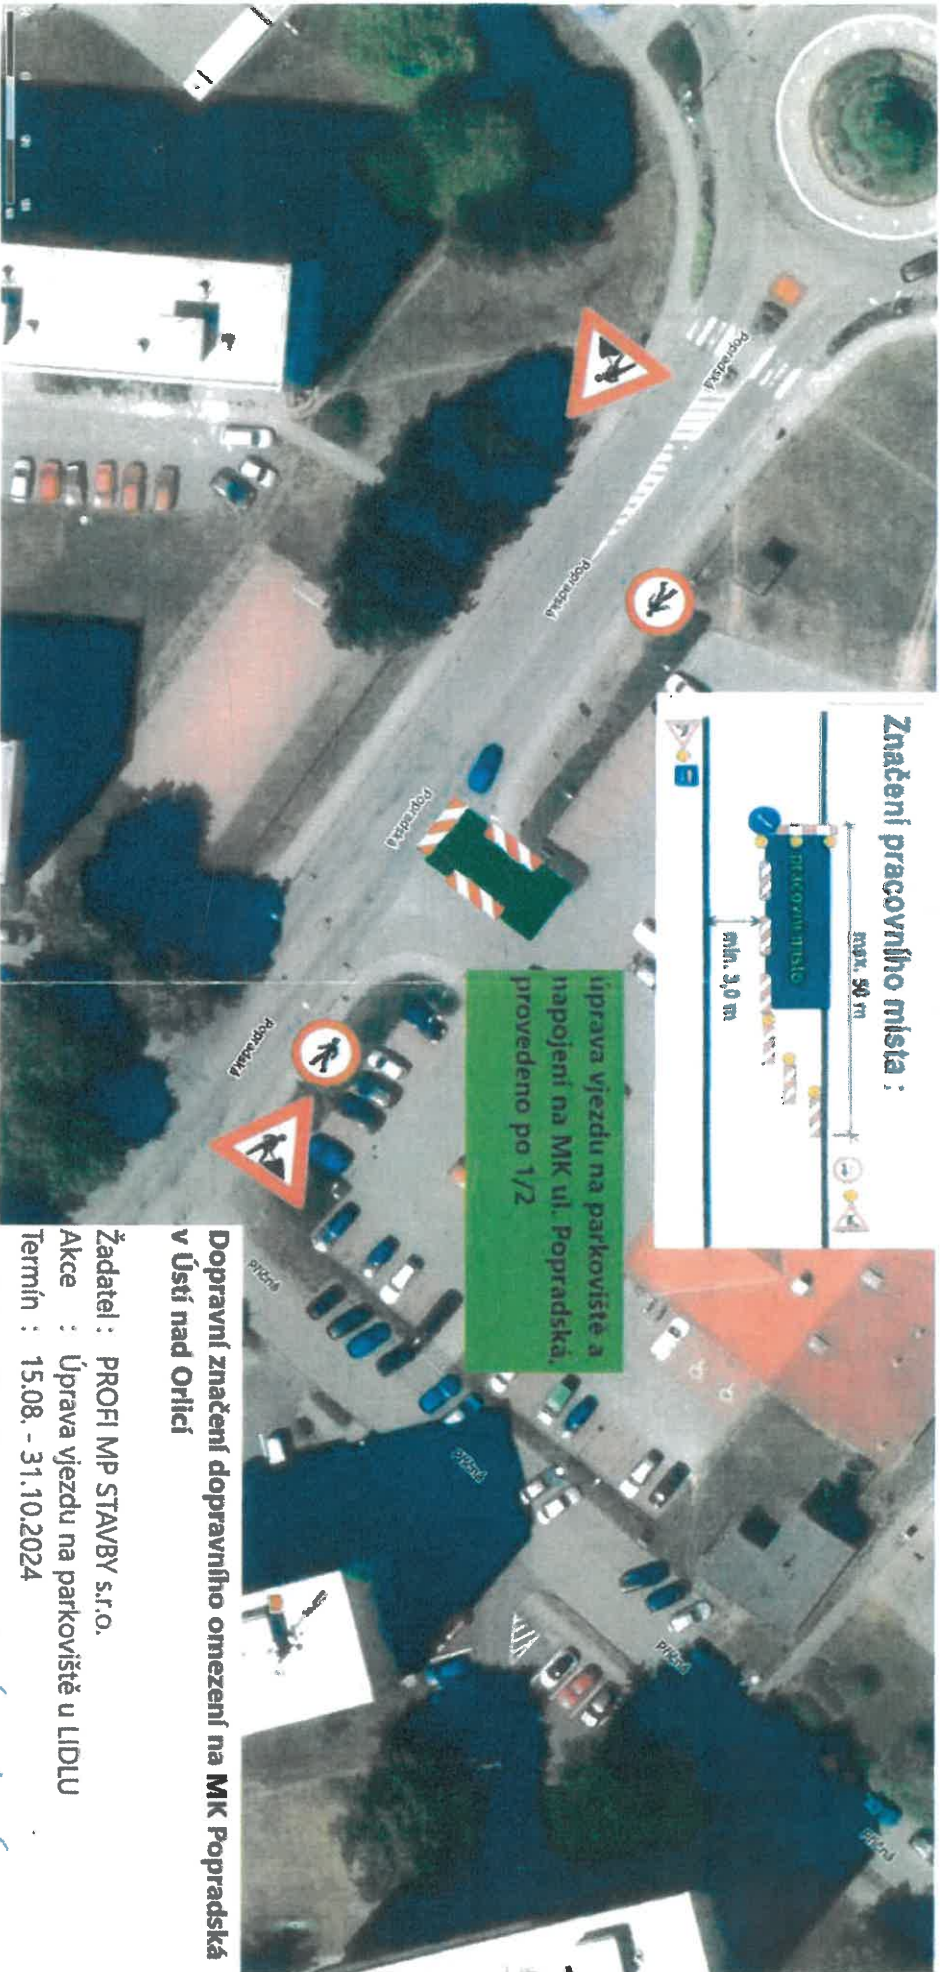 Značení pracovního místa :
max. 50 m
pracovní místo
min. 3,0 m
úprava vjezdu na parkoviště a
napojení na MK ul. Popradská,
provedeno po 1/2
Popradská
Popradská
Popradská
Popradská
Příčná
Příčná
Příčná
Příčná
Dopravní značení dopravního omezení na MK Popradská
v Ústí nad Orlicí
Žadatel : PROFI MP STAVBY s.r.o.
Akce : Úprava vjezdu na parkoviště u LIDLU
Termín : 15.08. - 31.10.2024